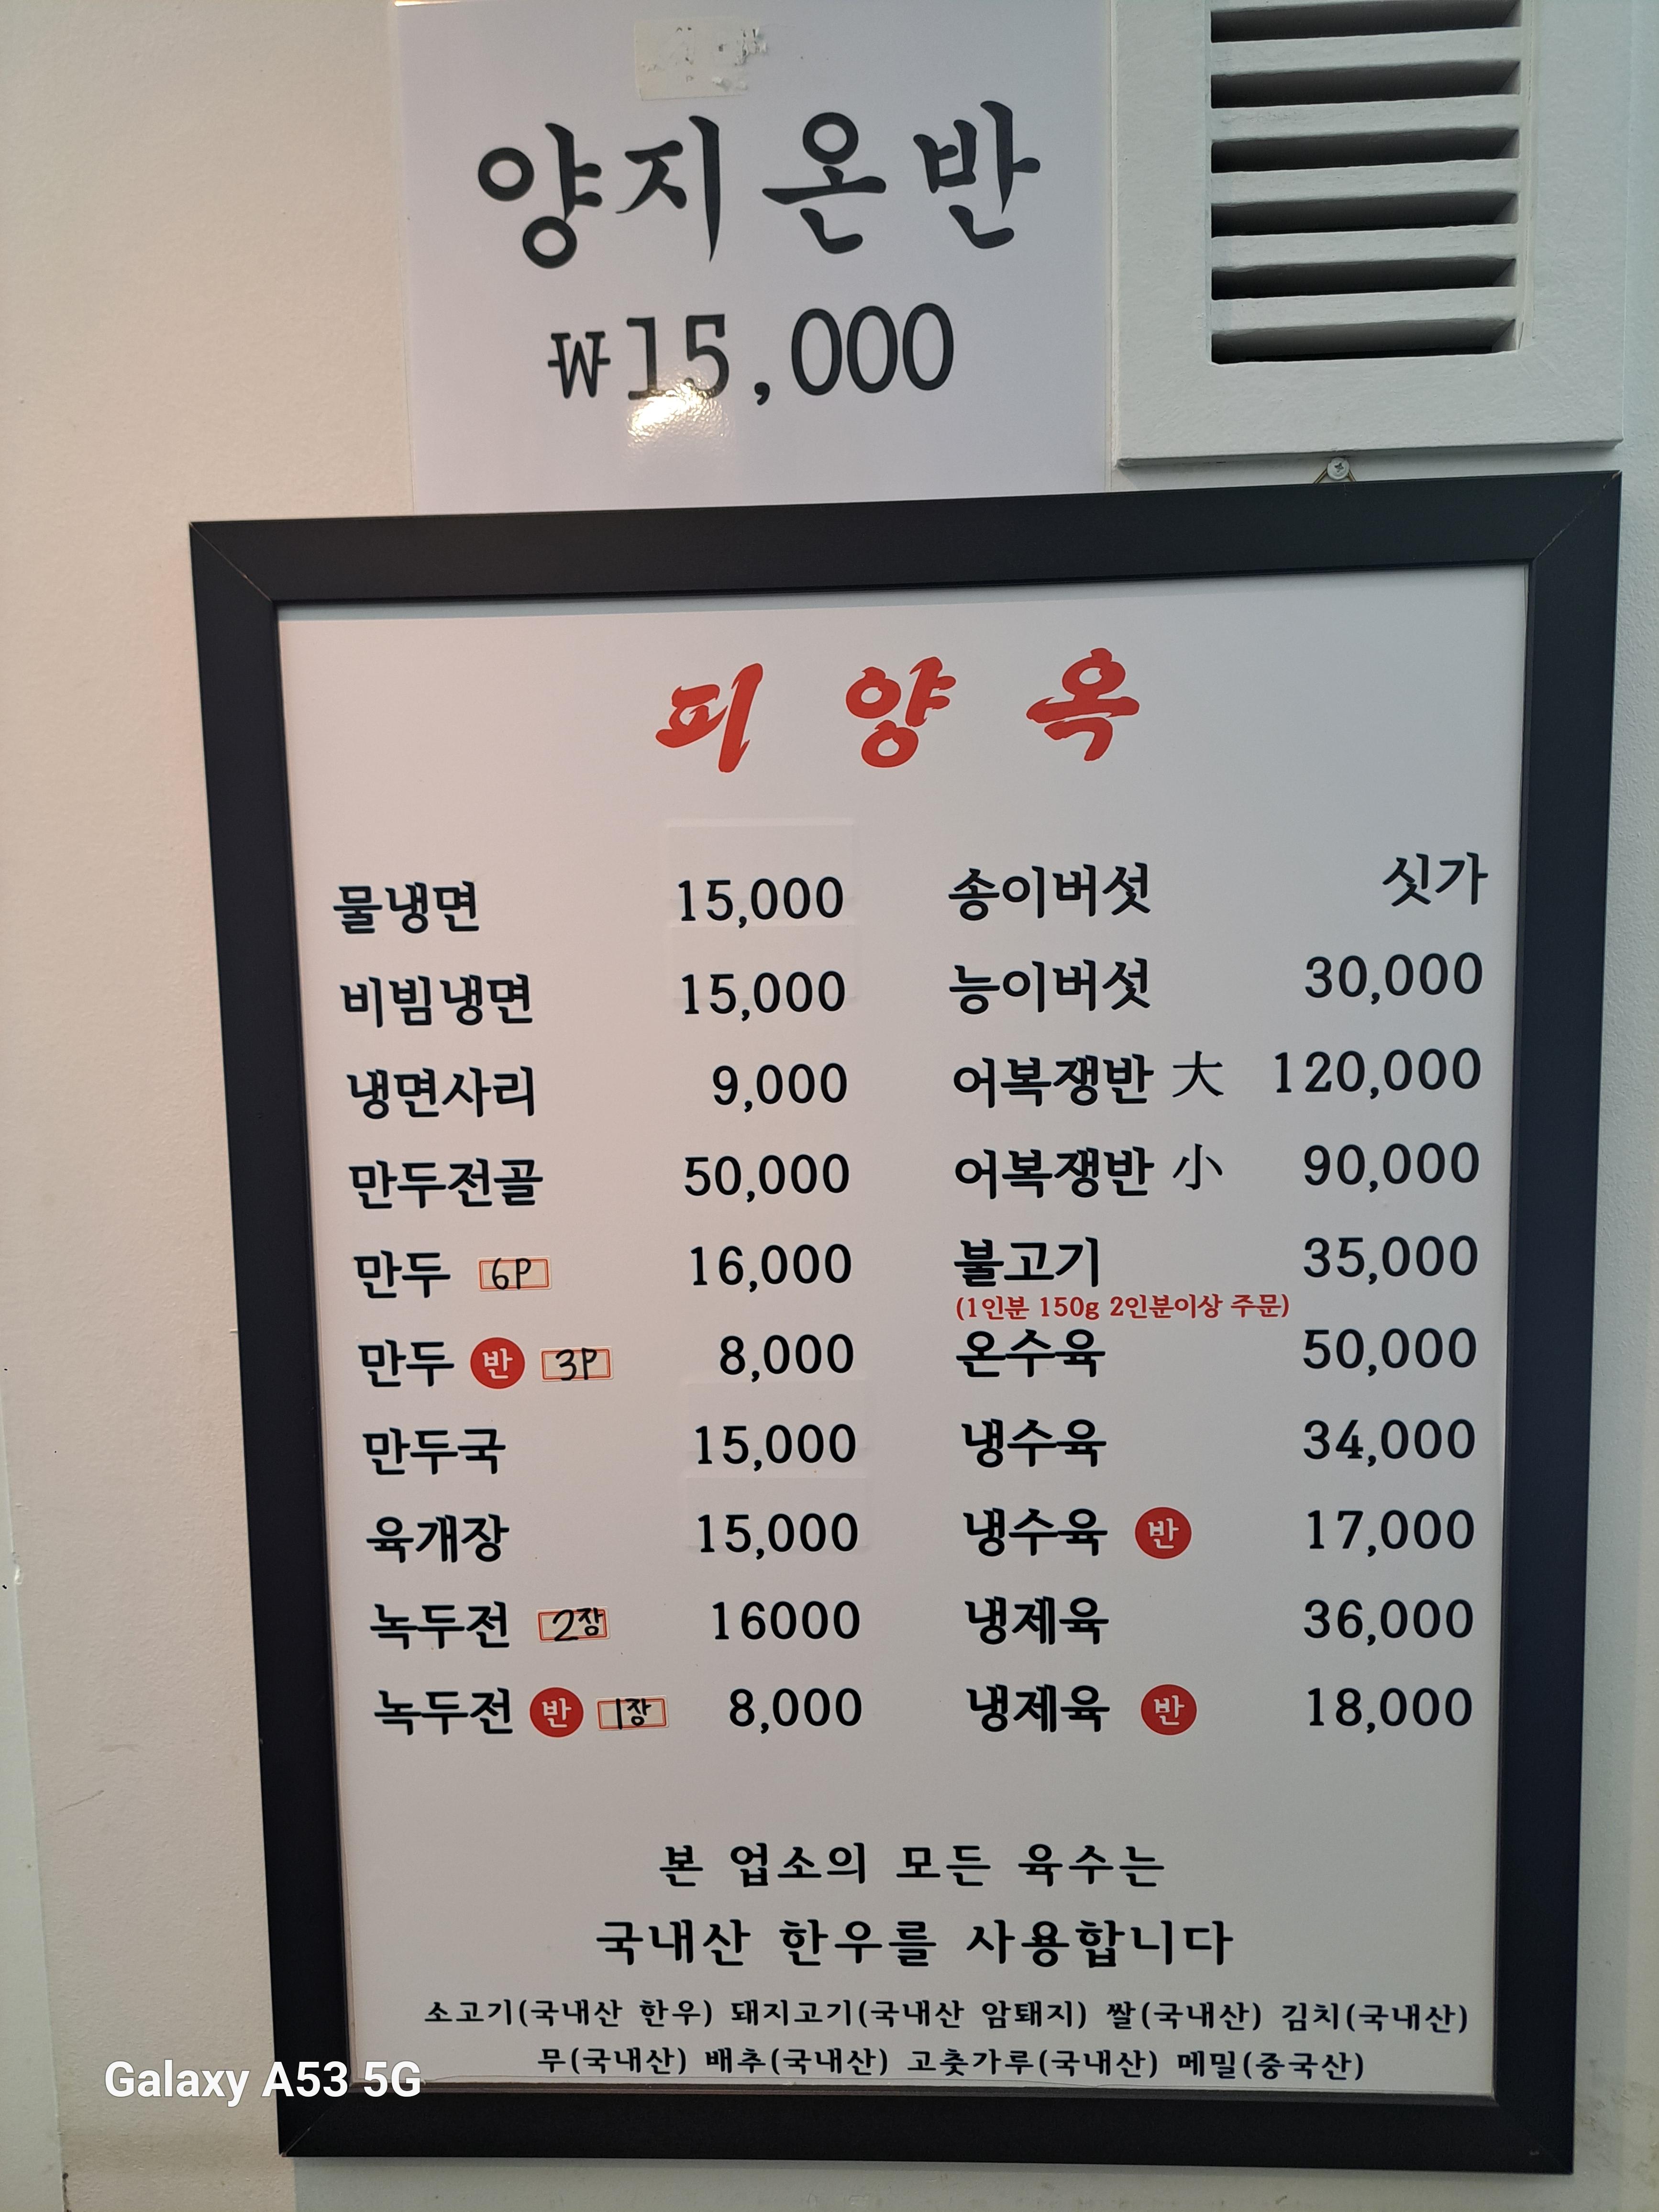 양지온반
₩15,000
피양옥
물냉면 15,000
비빔냉면 15,000
냉면사리 9,000
만두전골 50,000
만두 6P 16,000
만두 반 3P 8,000
만두국 15,000
육개장 15,000
녹두전 2장 16000
녹두전 반 1장 8,000
송이버섯 싯가
능이버섯 30,000
어복쟁반 大 120,000
어복쟁반 小 90,000
불고기 35,000
(1인분 150g 2인분이상 주문)
온수육 50,000
냉수육 34,000
냉수육 반 17,000
냉제육 36,000
냉제육 반 18,000
본 업소의 모든 육수는
국내산 한우를 사용합니다
소고기(국내산 한우) 돼지고기(국내산 암퇘지) 쌀(국내산) 김치(국내산)
무(국내산) 배추(국내산) 고춧가루(국내산) 메밀(중국산)
Galaxy A53 5G